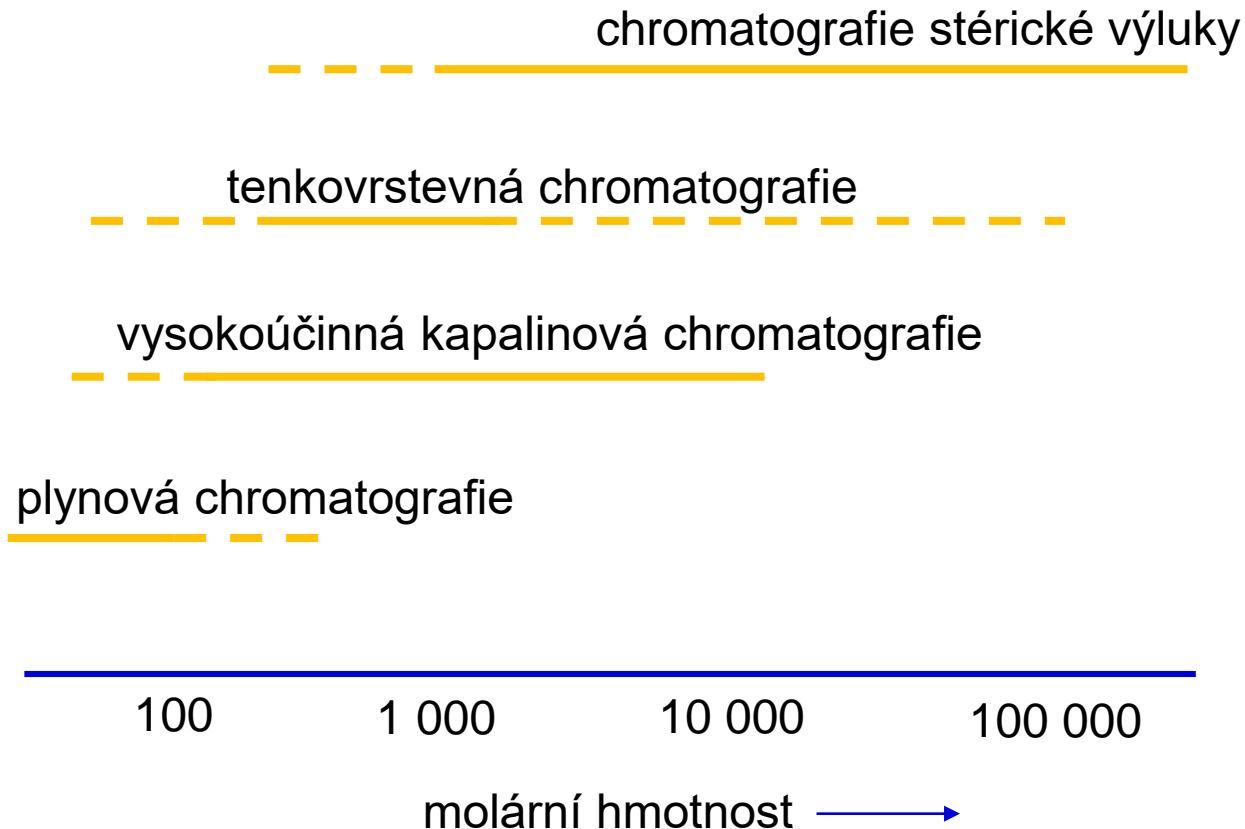 chromatografie stérické výluky
tenkovrstevná chromatografie
vysokoúčinná kapalinová chromatografie
plynová chromatografie
100 1 000 10 000 100 000
molární hmotnost